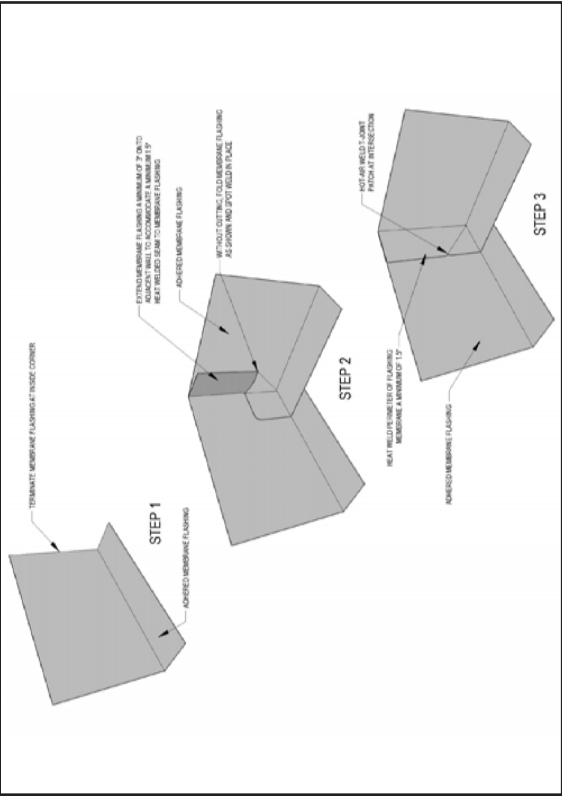 TERMINATE MEMBRANE FLASHING AT INSIDE CORNER
ADHERED MEMBRANE FLASHING
STEP 1
EXTEND MEMBRANE FLASHING A MINIMUM OF 3" ONTO
ADJACENT WALL TO ACCOMMODATE A MINIMUM 1.5"
HEAT WELDED SEAM TO MEMBRANE FLASHING
ADHERED MEMBRANE FLASHING
WITHOUT CUTTING, FOLD MEMBRANE FLASHING
AS SHOWN AND SPOT WELD IN PLACE
STEP 2
HOT-AIR WELD T-JOINT
PATCH AT INTERSECTION
HEAT WELD PERIMETER OF FLASHING
MEMBRANE A MINIMUM OF 1.5"
ADHERED MEMBRANE FLASHING
STEP 3